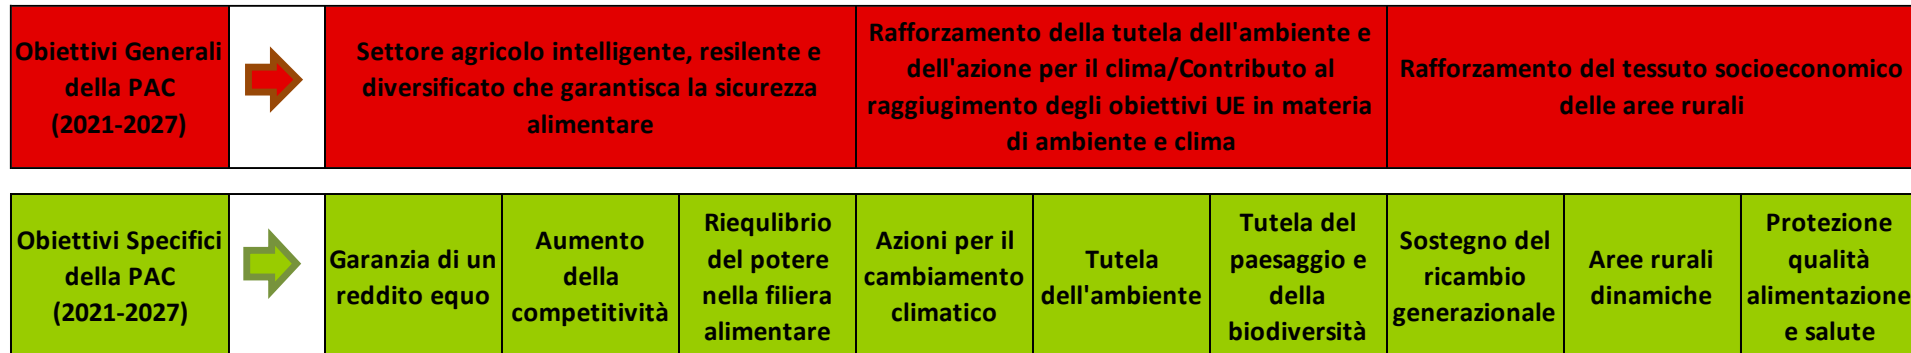 Obiettivi Generali
della PAC
(2021-2027)
Settore agricolo intelligente, resilente e
diversificato che garantisca la sicurezza
alimentare
Rafforzamento della tutela dell'ambiente e
dell'azione per il clima/Contributo al
raggiugimento degli obiettivi UE in materia
di ambiente e clima
Rafforzamento del tessuto socioeconomico
delle aree rurali
Obiettivi Specifici
della PAC
(2021-2027)
Garanzia di un
reddito equo
Aumento
della
competitività
Riequlibrio
del potere
nella filiera
alimentare
Azioni per il
cambiamento
climatico
Tutela
dell'ambiente
Tutela del
paesaggio e
della
biodiversità
Sostegno del
ricambio
generazionale
Aree rurali
dinamiche
Protezione
qualità
alimentazione
e salute